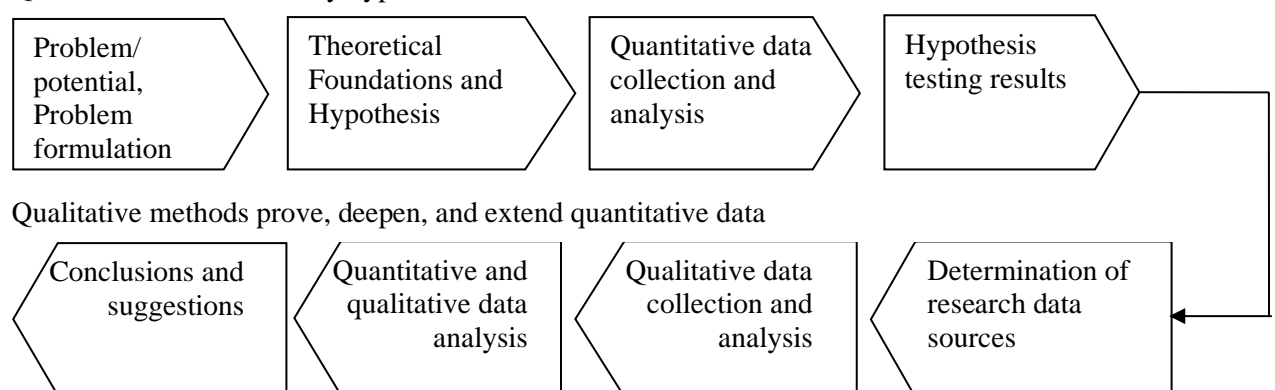 Problem/
potential,
Problem
formulation
Theoretical
Foundations and
Hypothesis
Quantitative data
collection and
analysis
Hypothesis
testing results
Qualitative methods prove, deepen, and extend quantitative data
Conclusions and
suggestions
Quantitative and
qualitative data
analysis
Qualitative data
collection and
analysis
Determination of
research data
sources